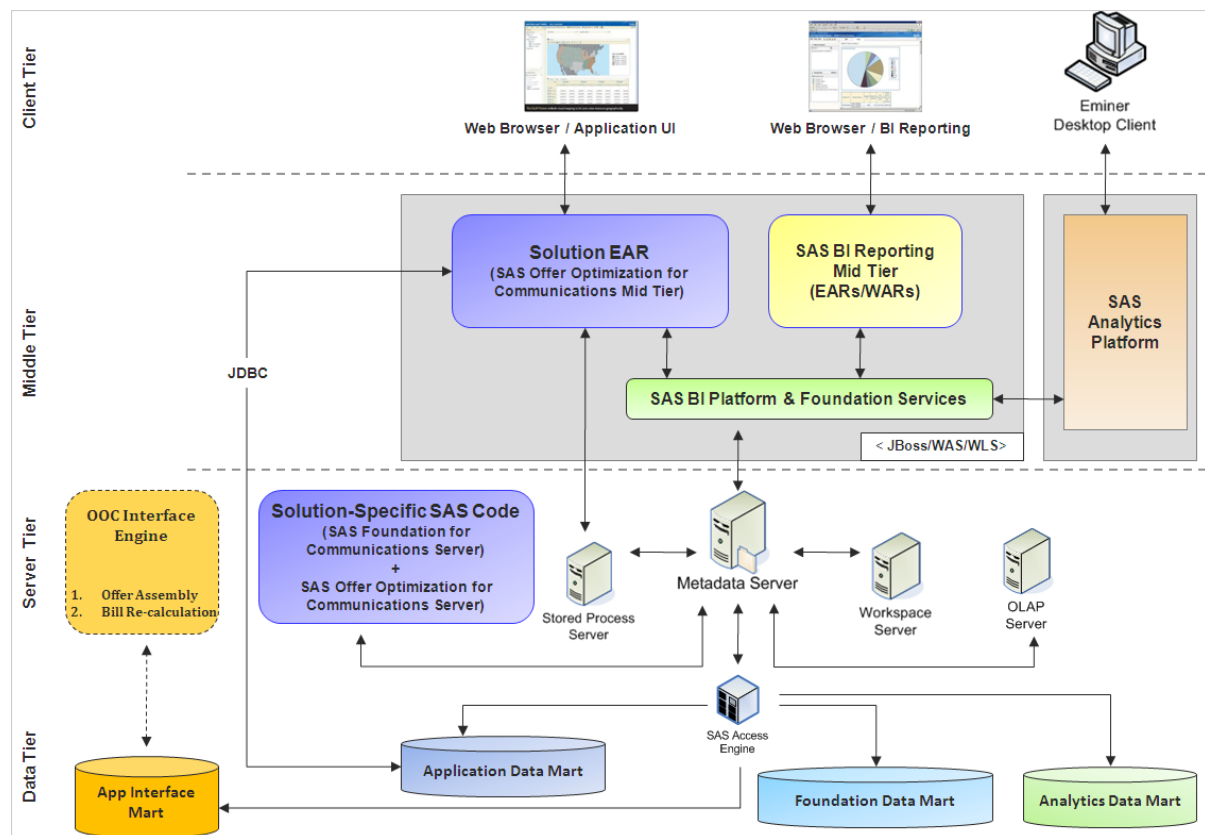 Client Tier
Web Browser / Application UI
Web Browser / BI Reporting
Eminer
Desktop Client
Middle Tier
Solution EAR
(SAS Offer Optimization for
Communications Mid Tier)
SAS BI Reporting
Mid Tier
(EARs/WARs)
SAS
Analytics
Platform
JDBC
SAS BI Platform & Foundation Services
< JBoss/WAS/WLS>
Server Tier
OOC Interface
Engine
1. Offer Assembly
2. Bill Re-calculation
Solution-Specific SAS Code
(SAS Foundation for
Communications Server)
+
SAS Offer Optimization for
Communications Server)
Stored Process
Server
Metadata Server
Workspace
Server
OLAP
Server
Data Tier
SAS Access
Engine
App Interface
Mart
Application Data Mart
Foundation Data Mart
Analytics Data Mart